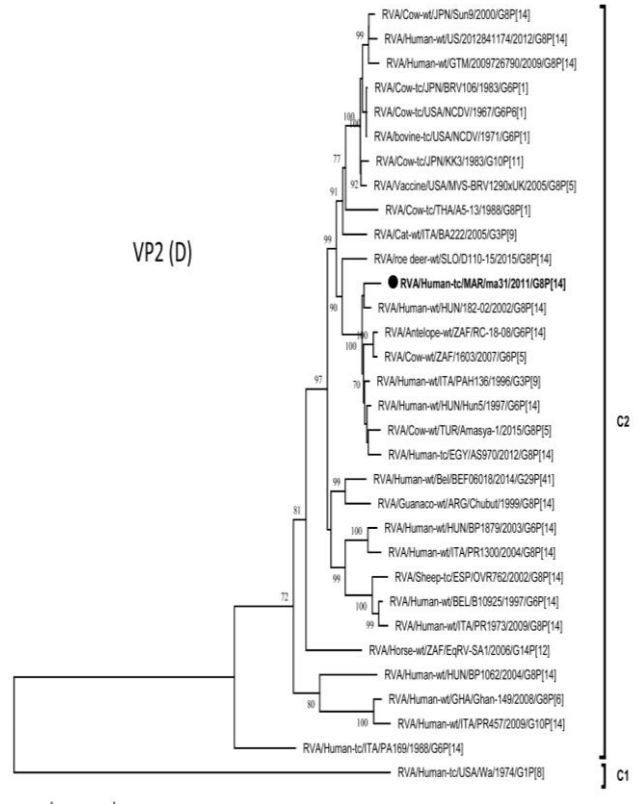 RVA/Cow-wt/JPN/Sun9/2000/G8P[14]
99
RVA/Human-wt/US/2012841174/2012/G8P[14]
RVA/Human-wt/GTM/2009726790/2009/G8P[14]
RVA/Cow-tc/JPN/BRV106/1983/G6P[1]
RVA/Cow-tc/USA/NCDV/1967/G6P6[1]
100
RVA/bovine-tc/USA/NCDV/1971/G6P[1]
77
RVA/Cow-tc/JPN/KK3/1983/G10P[11]
92
RVA/Vaccine/USA/MVS-BRV1290xUK/2005/G8P[5]
91
RVA/Cow-tc/THA/A5-13/1988/G8P[1]
RVA/Cat-wt/ITA/BA222/2005/G3P[9]
99
VP2 (D)
RVA/roe deer-wt/SLO/D110-15/2015/G8P[14]
RVA/Human-tc/MAR/ma31/2011/G8P[14]
90
RVA/Human-wt/HUN/182-02/2002/G8P[14]
RVA/Antelope-wt/ZAF/RC-18-08/G6P[14]
100
RVA/Cow-wt/ZAF/1603/2007/G6P[5]
97
70
RVA/Human-wt/ITA/PAH136/1996/G3P[9]
RVA/Human-wt/HUN/Hun5/1997/G6P[14]
C2
RVA/Cow-wt/TUR/Amasya-1/2015/G8P[5]
RVA/Human-tc/EGY/AS970/2012/G8P[14]
99
RVA/Human-wt/Bel/BEF06018/2014/G29P[41]
RVA/Guanaco-wt/ARG/Chubut/1999/G8P[14]
81
100
RVA/Human-wt/HUN/BP1879/2003/G6P[14]
RVA/Human-wt/ITA/PR1300/2004/G8P[14]
99
RVA/Sheep-tc/ESP/OVR762/2002/G8P[14]
72
100
RVA/Human-wt/BEL/B10925/1997/G6P[14]
99
RVA/Human-wt/ITA/PR1973/2009/G8P[14]
RVA/Horse-wt/ZAF/EqRV-SA1/2006/G14P[12]
RVA/Human-wt/HUN/BP1062/2004/G8P[14]
80
RVA/Human-wt/GHA/Ghan-149/2008/G8P[6]
100
RVA/Human-wt/ITA/PR457/2009/G10P[14]
RVA/Human-tc/ITA/PA169/1988/G6P[14]
RVA/Human-tc/USA/Wa/1974/G1P[8]
C1